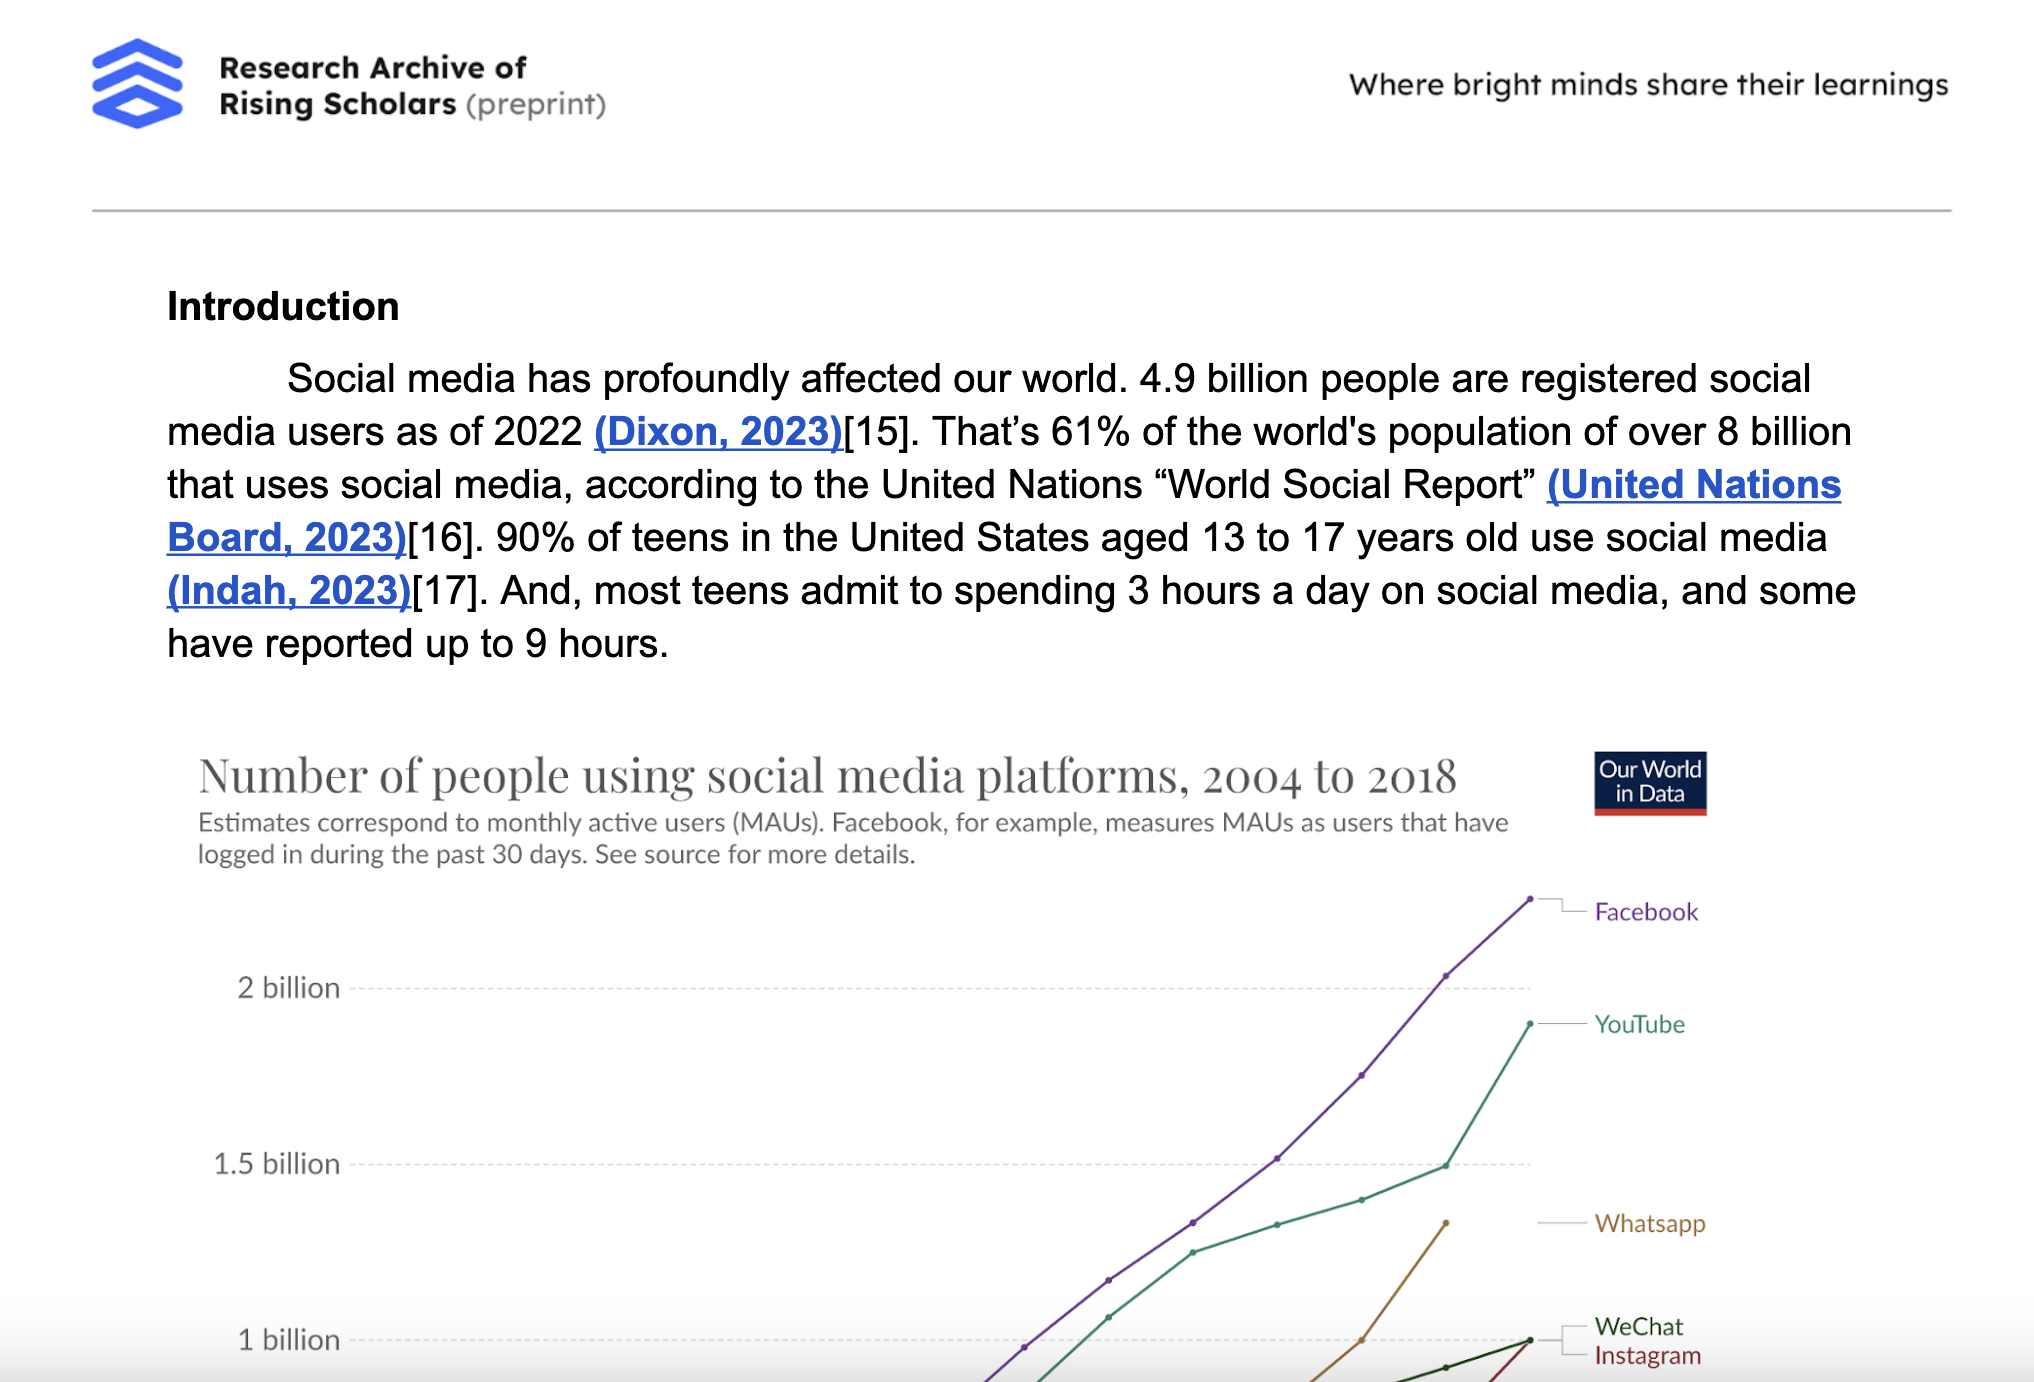 Research Archive of
Rising Scholars (preprint)
Where bright minds share their learnings
Introduction
Social media has profoundly affected our world. 4.9 billion people are registered social
media users as of 2022 (Dixon, 2023)[15]. That’s 61% of the world's population of over 8 billion
that uses social media, according to the United Nations “World Social Report” (United Nations
Board, 2023)[16]. 90% of teens in the United States aged 13 to 17 years old use social media
(Indah, 2023)[17]. And, most teens admit to spending 3 hours a day on social media, and some
have reported up to 9 hours.
Number of people using social media platforms, 2004 to 2018
Our World
in Data
Estimates correspond to monthly active users (MAUs). Facebook, for example, measures MAUs as users that have
logged in during the past 30 days. See source for more details.
Facebook
2 billion
YouTube
1.5 billion
Whatsapp
WeChat
1 billion
Instagram